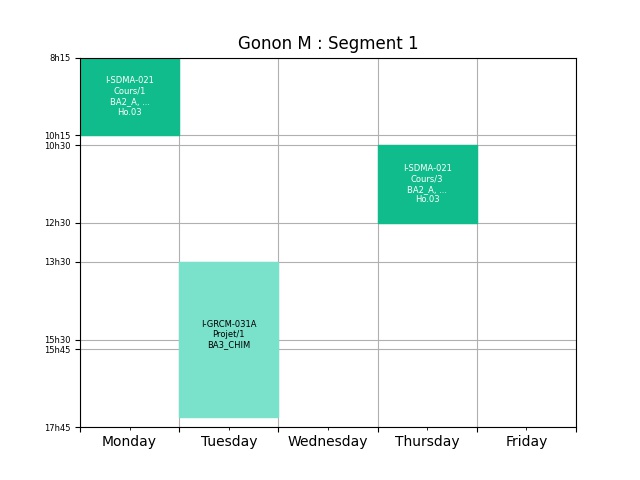 Gonon M : Segment 1
8h15
I-SDMA-021
Cours/1
BA2_A, ...
Ho.03
10h15
10h30
I-SDMA-021
Cours/3
BA2_A, ...
Ho.03
12h30
13h30
I-GRCM-031A
Projet/1
BA3_CHIM
15h30
15h45
17h45
Monday Tuesday Wednesday Thursday Friday